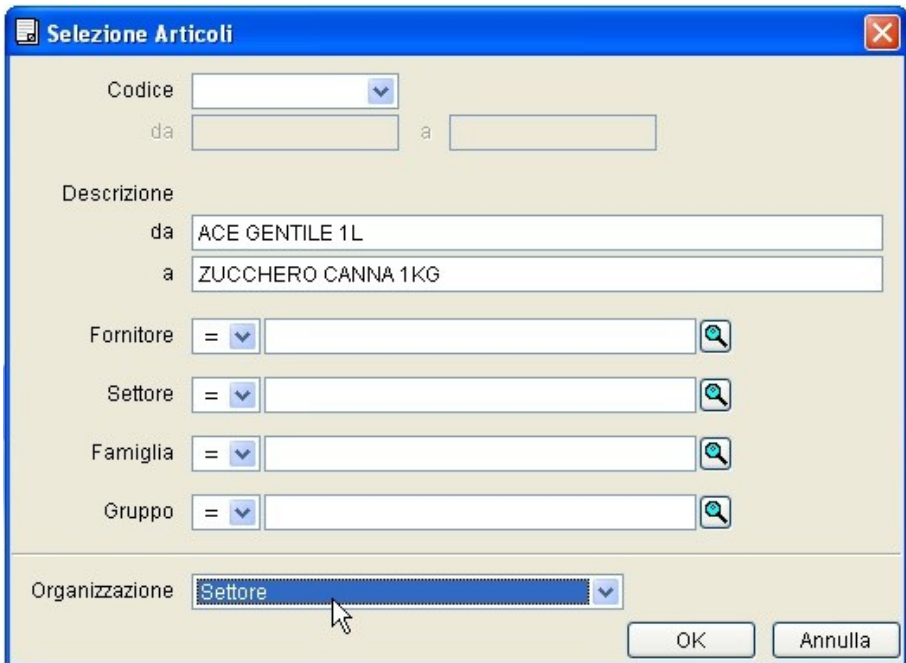 Selezione Articoli
Codice
da a
Descrizione
da ACE GENTILE 1L
a ZUCCHERO CANNA 1KG
Fornitore =
Settore =
Famiglia =
Gruppo =
Organizzazione Settore
OK Annulla